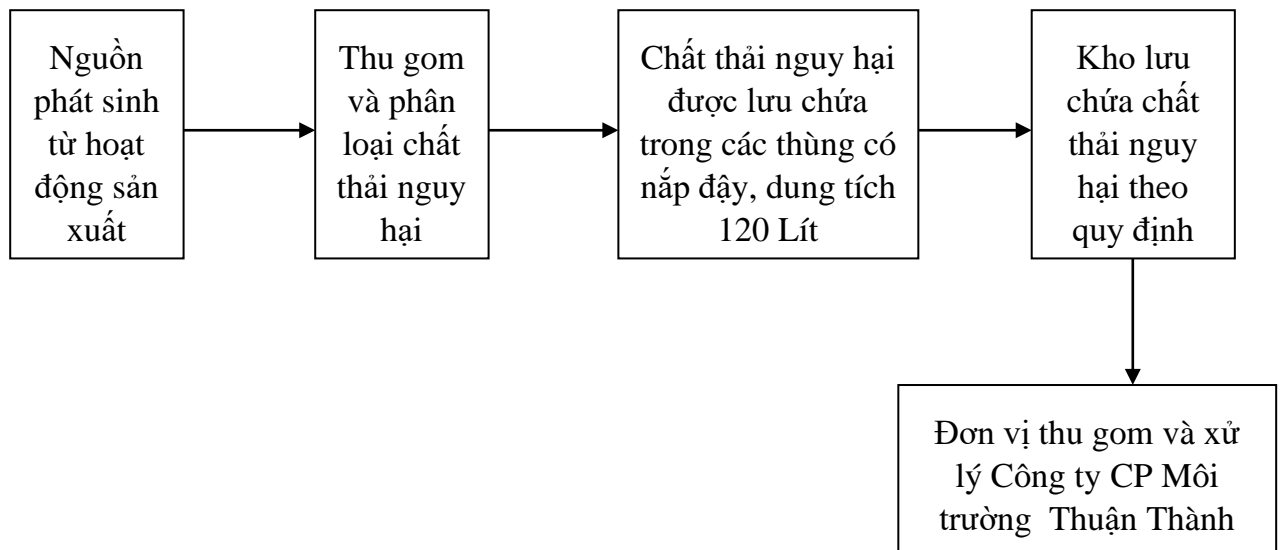 Nguồn
phát sinh
từ hoạt
động sản
xuất
Thu gom
và phân
loại chất
thải nguy
hại
Chất thải nguy hại
được lưu chứa
trong các thùng có
nắp đậy, dung tích
120 Lít
Kho lưu
chứa chất
thải nguy
hại theo
quy định
Đơn vị thu gom và xử
lý Công ty CP Môi
trường Thuận Thành